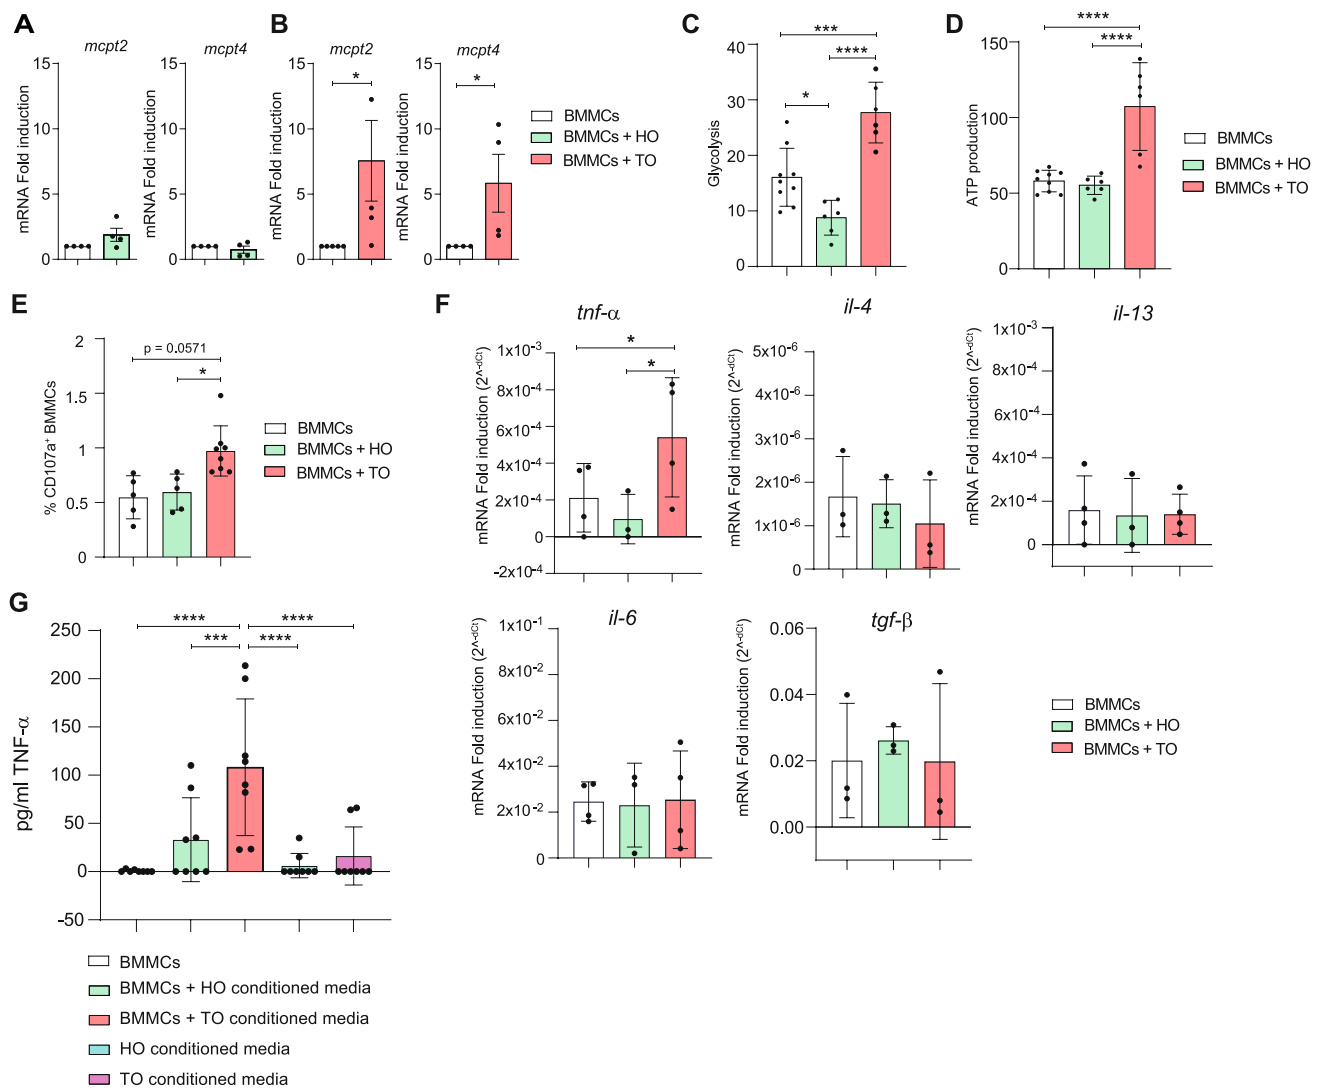 A
mcpt2
mcpt4
mRNA Fold induction
15
10
5
0
mRNA Fold induction
15
10
5
0
B
mcpt2
mcpt4
mRNA Fold induction
15
10
5
0
*
mRNA Fold induction
15
10
5
0
*
BMMCs
BMMCs + HO
BMMCs + TO
C
Glycolysis
40
30
20
10
0
***
****
*
D
ATP production
150
100
50
0
****
****
BMMCs
BMMCs + HO
BMMCs + TO
E
% CD107a+ BMMCs
2
1.5
1
0.5
0
p = 0.0571
*
BMMCs
BMMCs + HO
BMMCs + TO
F
tnf-α
mRNA Fold induction (2^-dCt)
1x10-3
8x10-4
6x10-4
4x10-4
2x10-4
0
-2x10-4
*
*
il-4
mRNA Fold induction (2^-dCt)
5x10-6
4x10-6
3x10-6
2x10-6
1x10-6
0
il-13
mRNA Fold induction (2^-dCt)
1x10-3
8x10-4
6x10-4
4x10-4
2x10-4
0
il-6
mRNA Fold induction (2^-dCt)
1x10-1
8x10-2
6x10-2
4x10-2
2x10-2
0
tgf-β
mRNA Fold induction (2^-dCt)
0.06
0.04
0.02
0.00
BMMCs
BMMCs + HO
BMMCs + TO
G
pg/ml TNF-α
250
200
150
100
50
0
-50
****
****
***
****
BMMCs
BMMCs + HO conditioned media
BMMCs + TO conditioned media
HO conditioned media
TO conditioned media